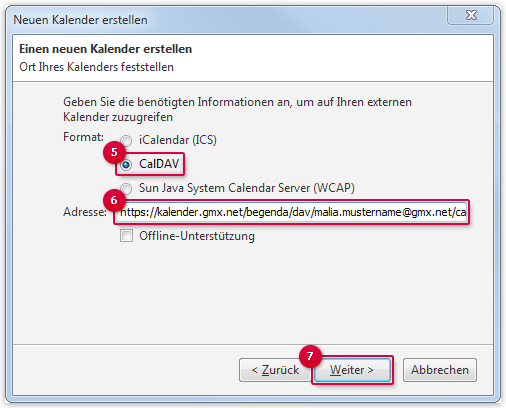 Neuen Kalender erstellen
Einen neuen Kalender erstellen
Ort Ihres Kalenders feststellen
Geben Sie die benötigten Informationen an, um auf Ihren externen
Kalender zuzugreifen
Format: iCalendar (ICS)
5 CalDAV
Sun Java System Calendar Server (WCAP)
6
Adresse: https://kalender.gmx.net/begenda/dav/malia.mustername@gmx.net/ca
Offline-Unterstützung
7
< Zurück Weiter > Abbrechen